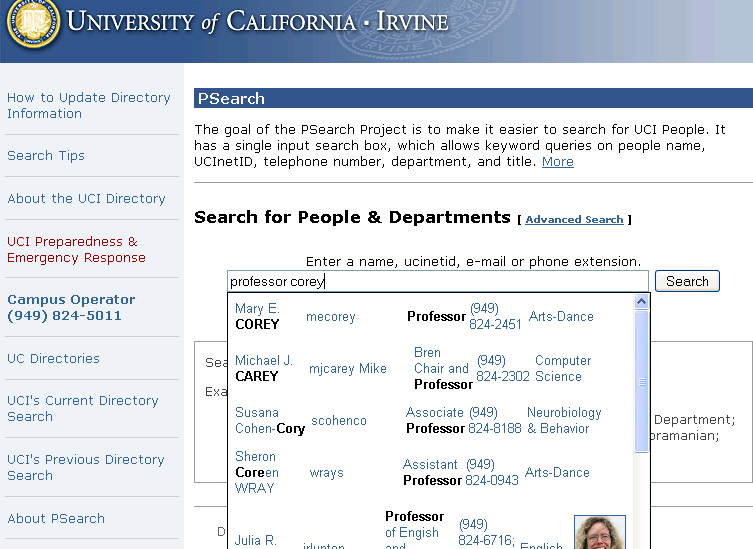 UNIVERSITY of CALIFORNIA · IRVINE
How to Update Directory
Information
Search Tips
About the UCI Directory
UCI Preparedness &
Emergency Response
Campus Operator
(949) 824-5011
UC Directories
UCI's Current Directory
Search
UCI's Previous Directory
Search
About PSearch
PSearch
The goal of the PSearch Project is to make it easier to search for UCI People. It
has a single input search box, which allows keyword queries on people name,
UCInetID, telephone number, department, and title. More
Search for People & Departments [ Advanced Search ]
Enter a name, ucinetid, e-mail or phone extension.
professor corey
Search
Mary E.
COREY
mecorey
Professor
(949)
824-2451
Arts-Dance
Michael J.
CAREY
mjcarey Mike
Bren
Chair and
Professor
(949)
824-2302
Computer
Science
Susana
Cohen-Cory
scohenco
Associate
Professor
(949)
824-8188
Neurobiology
& Behavior
Sheron
Coreen
WRAY
wrays
Assistant
Professor
(949)
824-0943
Arts-Dance
Julia R.
irlupton
Professor
of Engish
and
(949)
824-6716;
English
Department;